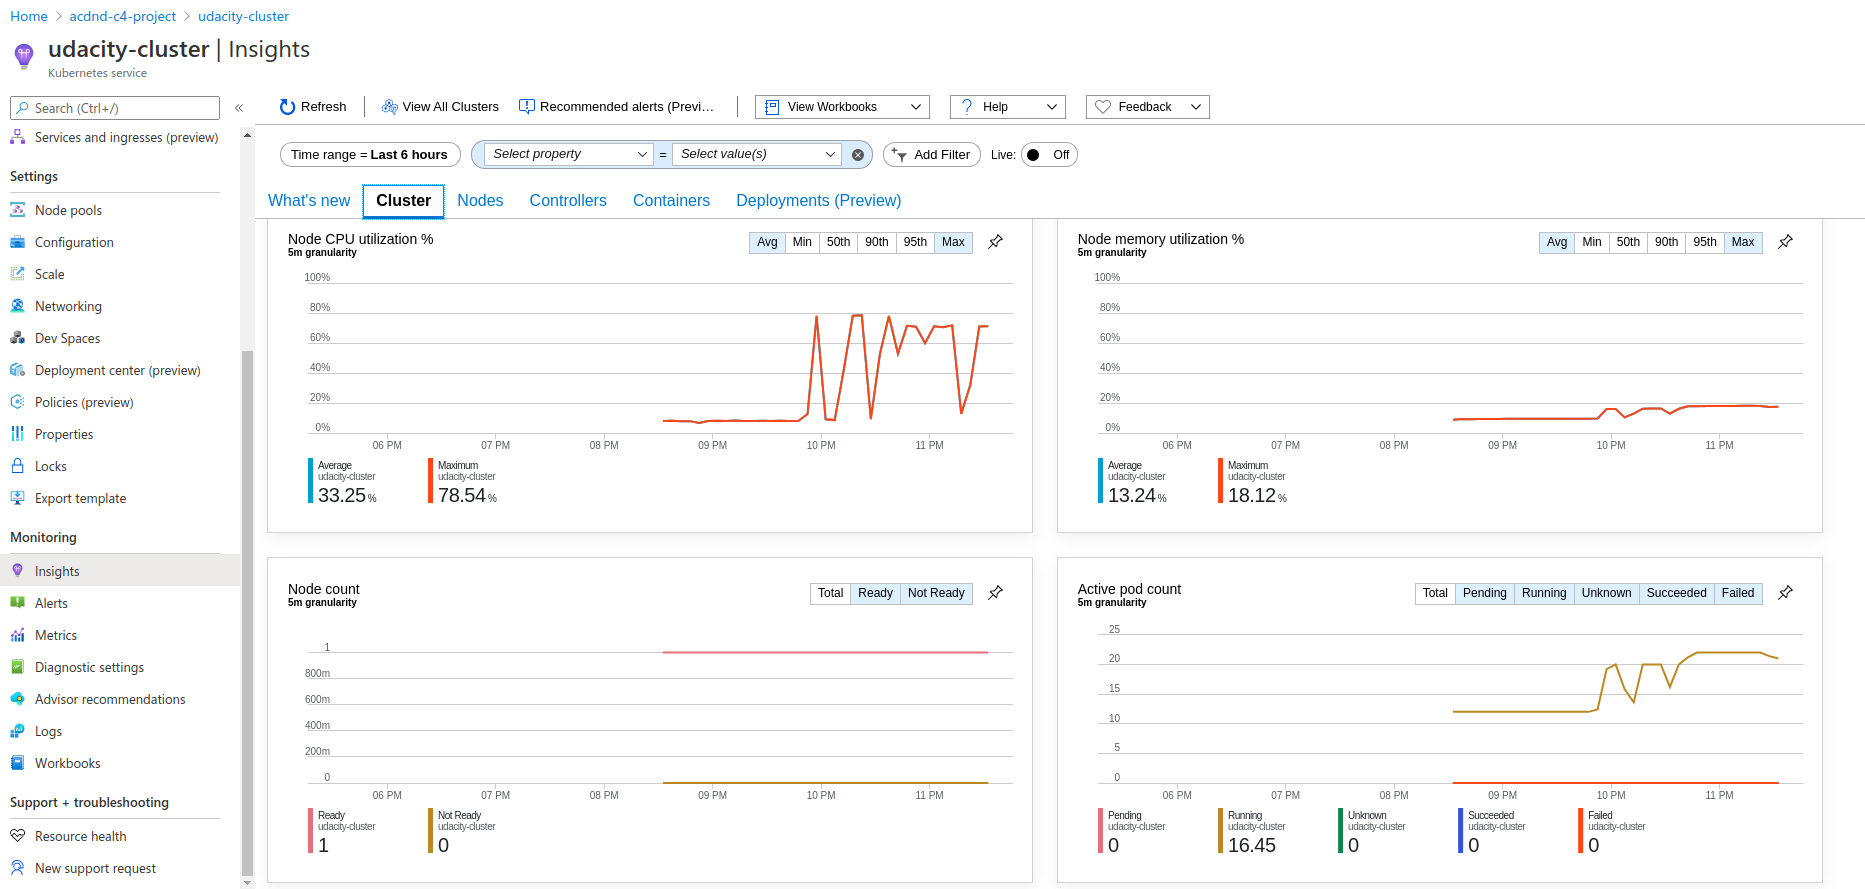 Home > acdnd-c4-project > udacity-cluster
udacity-cluster | Insights
Kubernetes service
Search (Ctrl+/)
«
Services and ingresses (preview)
Settings
Node pools
Configuration
Scale
Networking
Dev Spaces
Deployment center (preview)
Policies (preview)
Properties
Locks
Export template
Monitoring
Insights
Alerts
Metrics
Diagnostic settings
Advisor recommendations
Logs
Workbooks
Support + troubleshooting
Resource health
New support request
Refresh
View All Clusters
Recommended alerts (Previ...
View Workbooks
? Help
Feedback
Time range = Last 6 hours
Select property = Select value(s)
Add Filter
Live: Off
What's new Cluster Nodes Controllers Containers Deployments (Preview)
Node CPU utilization %
5m granularity
Avg Min 50th 90th 95th Max
100%
80%
60%
40%
20%
0%
06 PM 07 PM 08 PM 09 PM 10 PM 11 PM
Average Maximum
udacity-cluster udacity-cluster
33.25 % 78.54 %
Node memory utilization %
5m granularity
Avg Min 50th 90th 95th Max
100%
80%
60%
40%
20%
0%
06 PM 07 PM 08 PM 09 PM 10 PM 11 PM
Average Maximum
udacity-cluster udacity-cluster
13.24 % 18.12 %
Node count
5m granularity
Total Ready Not Ready
1
800m
600m
400m
200m
0
06 PM 07 PM 08 PM 09 PM 10 PM 11 PM
Ready Not Ready
udacity-cluster udacity-cluster
1 0
Active pod count
5m granularity
Total Pending Running Unknown Succeeded Failed
25
20
15
10
5
0
06 PM 07 PM 08 PM 09 PM 10 PM 11 PM
Pending Running Unknown Succeeded Failed
udacity-cluster udacity-cluster udacity-cluster udacity-cluster udacity-cluster
0 16.45 0 0 0